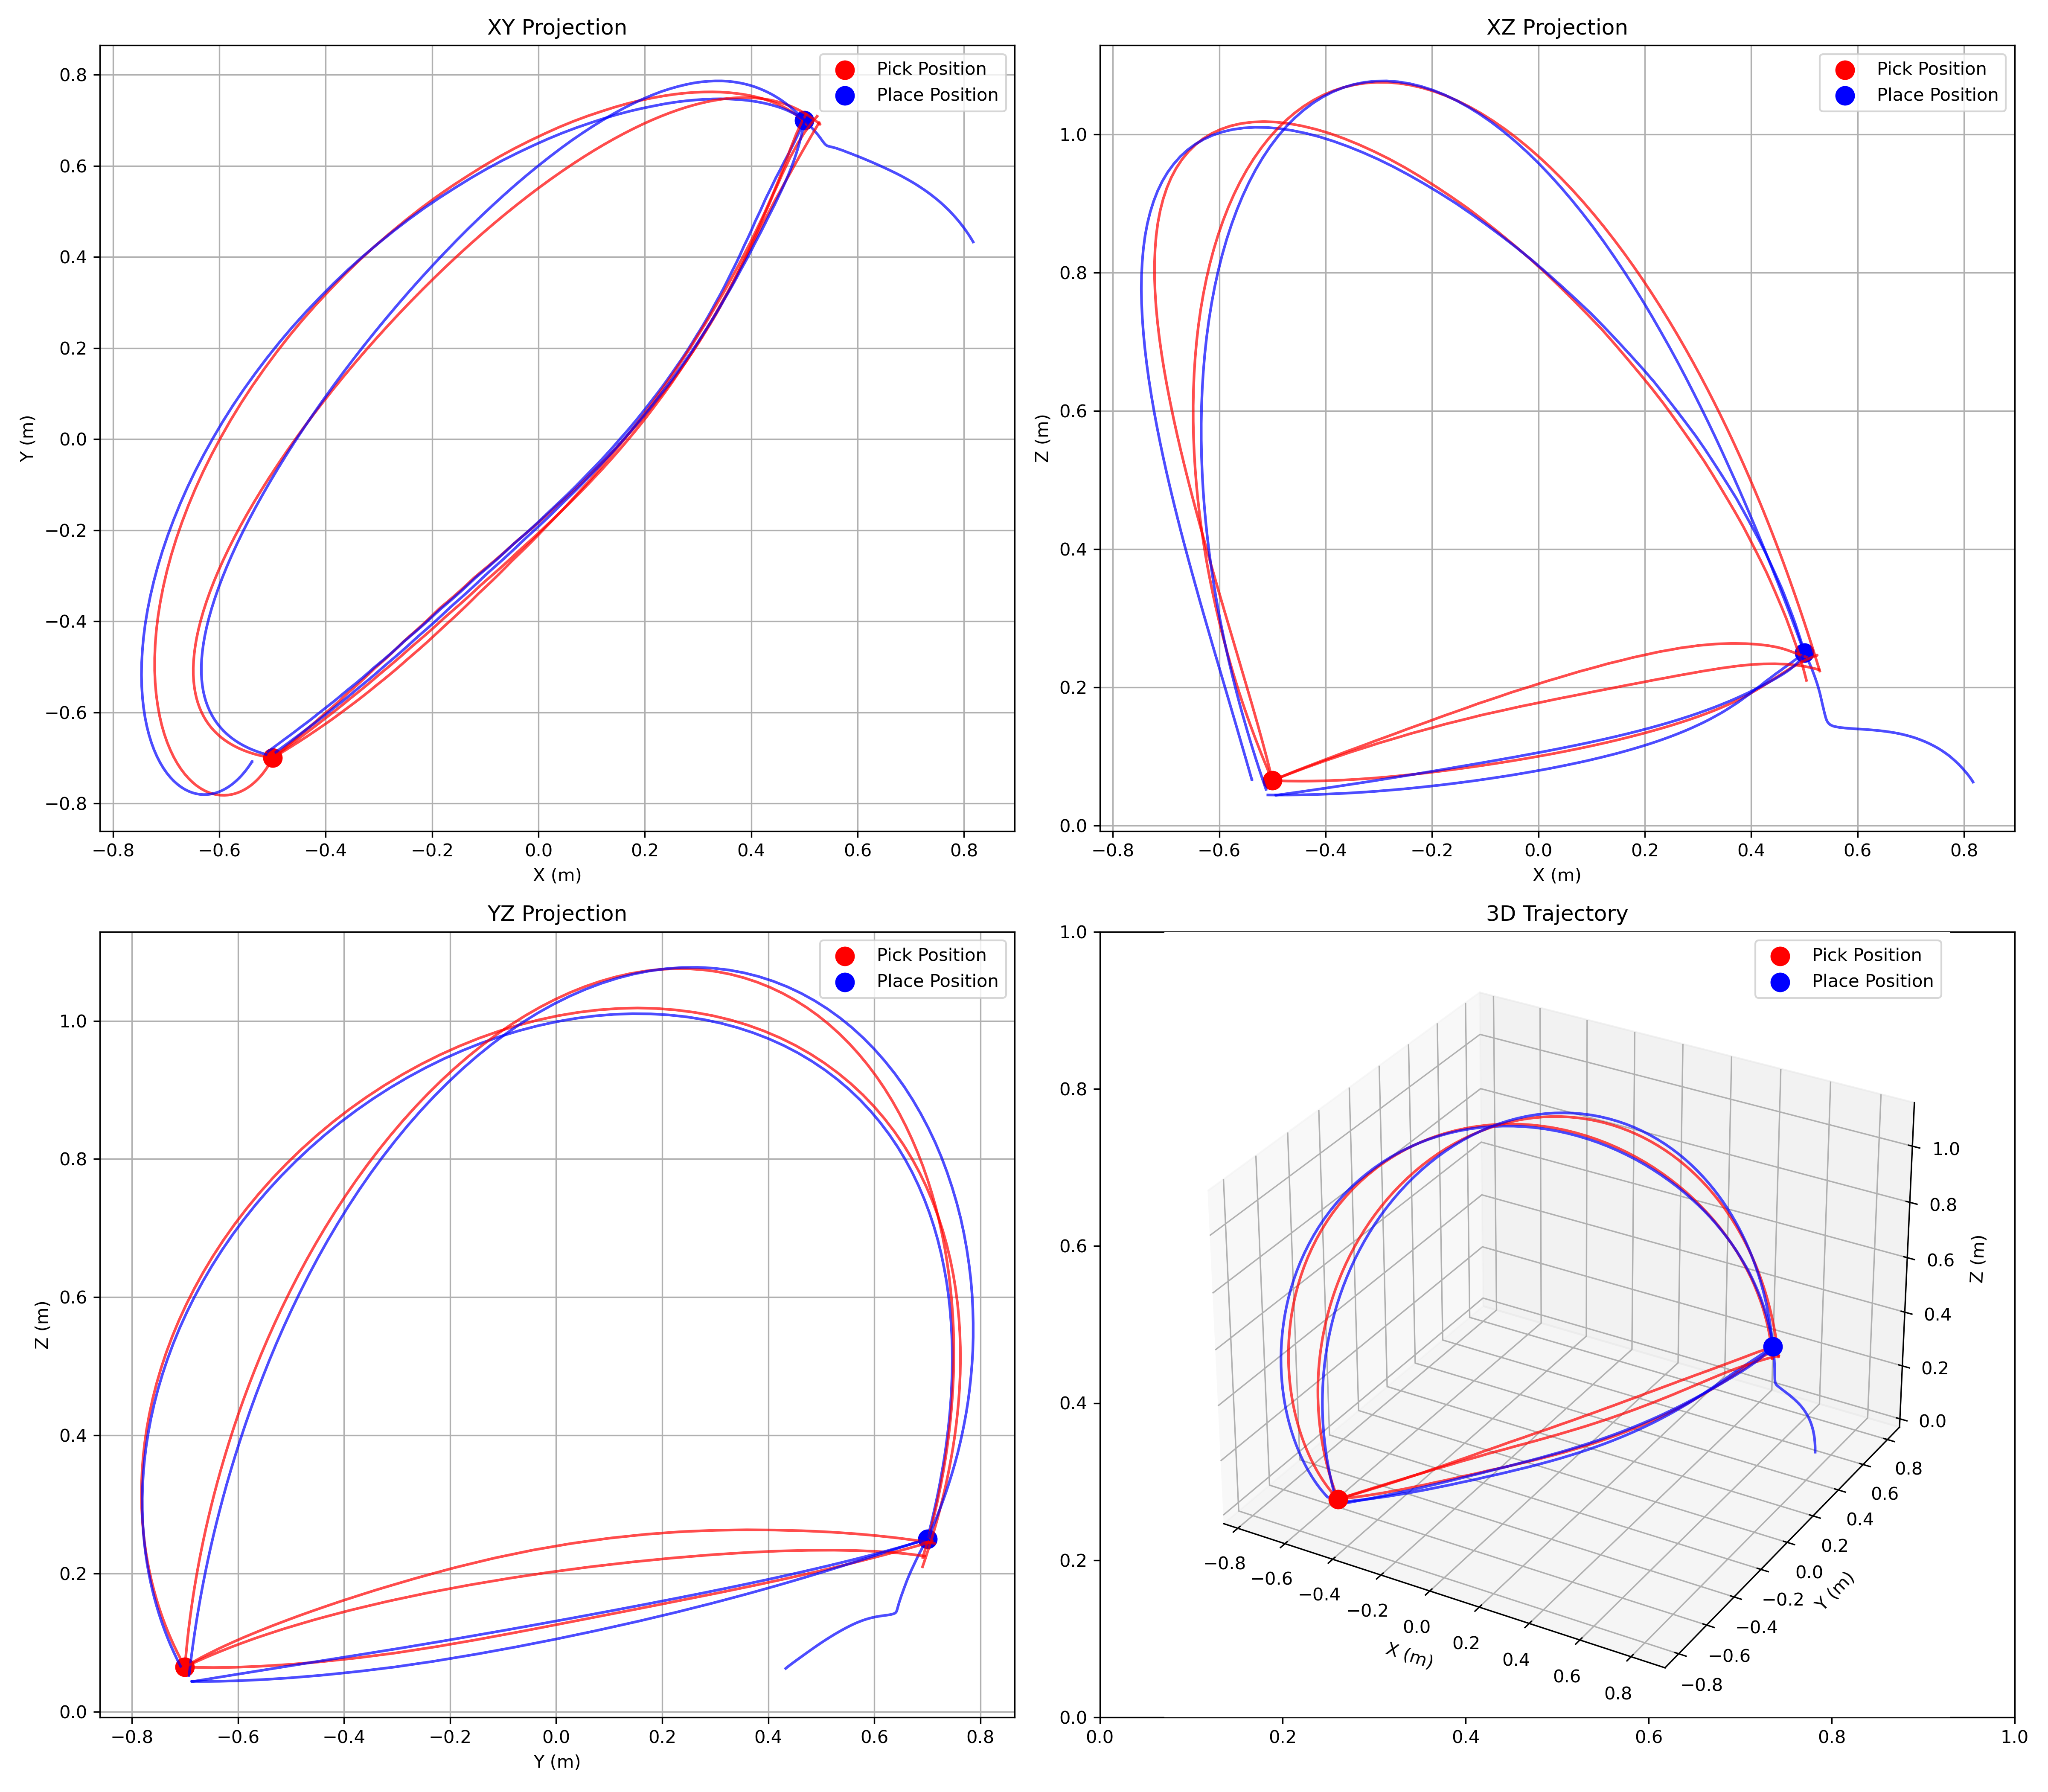 XY Projection
Pick Position
Place Position
0.8
0.6
0.4
0.2
0.0
−0.2
−0.4
−0.6
−0.8
Y (m)
−0.8 −0.6 −0.4 −0.2 0.0 0.2 0.4 0.6 0.8
X (m)
XZ Projection
Pick Position
Place Position
1.0
0.8
0.6
0.4
0.2
0.0
Z (m)
−0.8 −0.6 −0.4 −0.2 0.0 0.2 0.4 0.6 0.8
X (m)
YZ Projection
Pick Position
Place Position
1.0
0.8
0.6
0.4
0.2
0.0
Z (m)
−0.8 −0.6 −0.4 −0.2 0.0 0.2 0.4 0.6 0.8
Y (m)
3D Trajectory
Pick Position
Place Position
1.0
0.8
0.6
0.4
0.2
0.0
0.0 0.2 0.4 0.6 0.8 1.0
−0.8 −0.6 −0.4 −0.2 0.0 0.2 0.4 0.6 0.8
X (m)
−0.8 −0.6 −0.4 −0.2 0.0 0.2 0.4 0.6 0.8
Y (m)
0.0 0.2 0.4 0.6 0.8 1.0
Z (m)